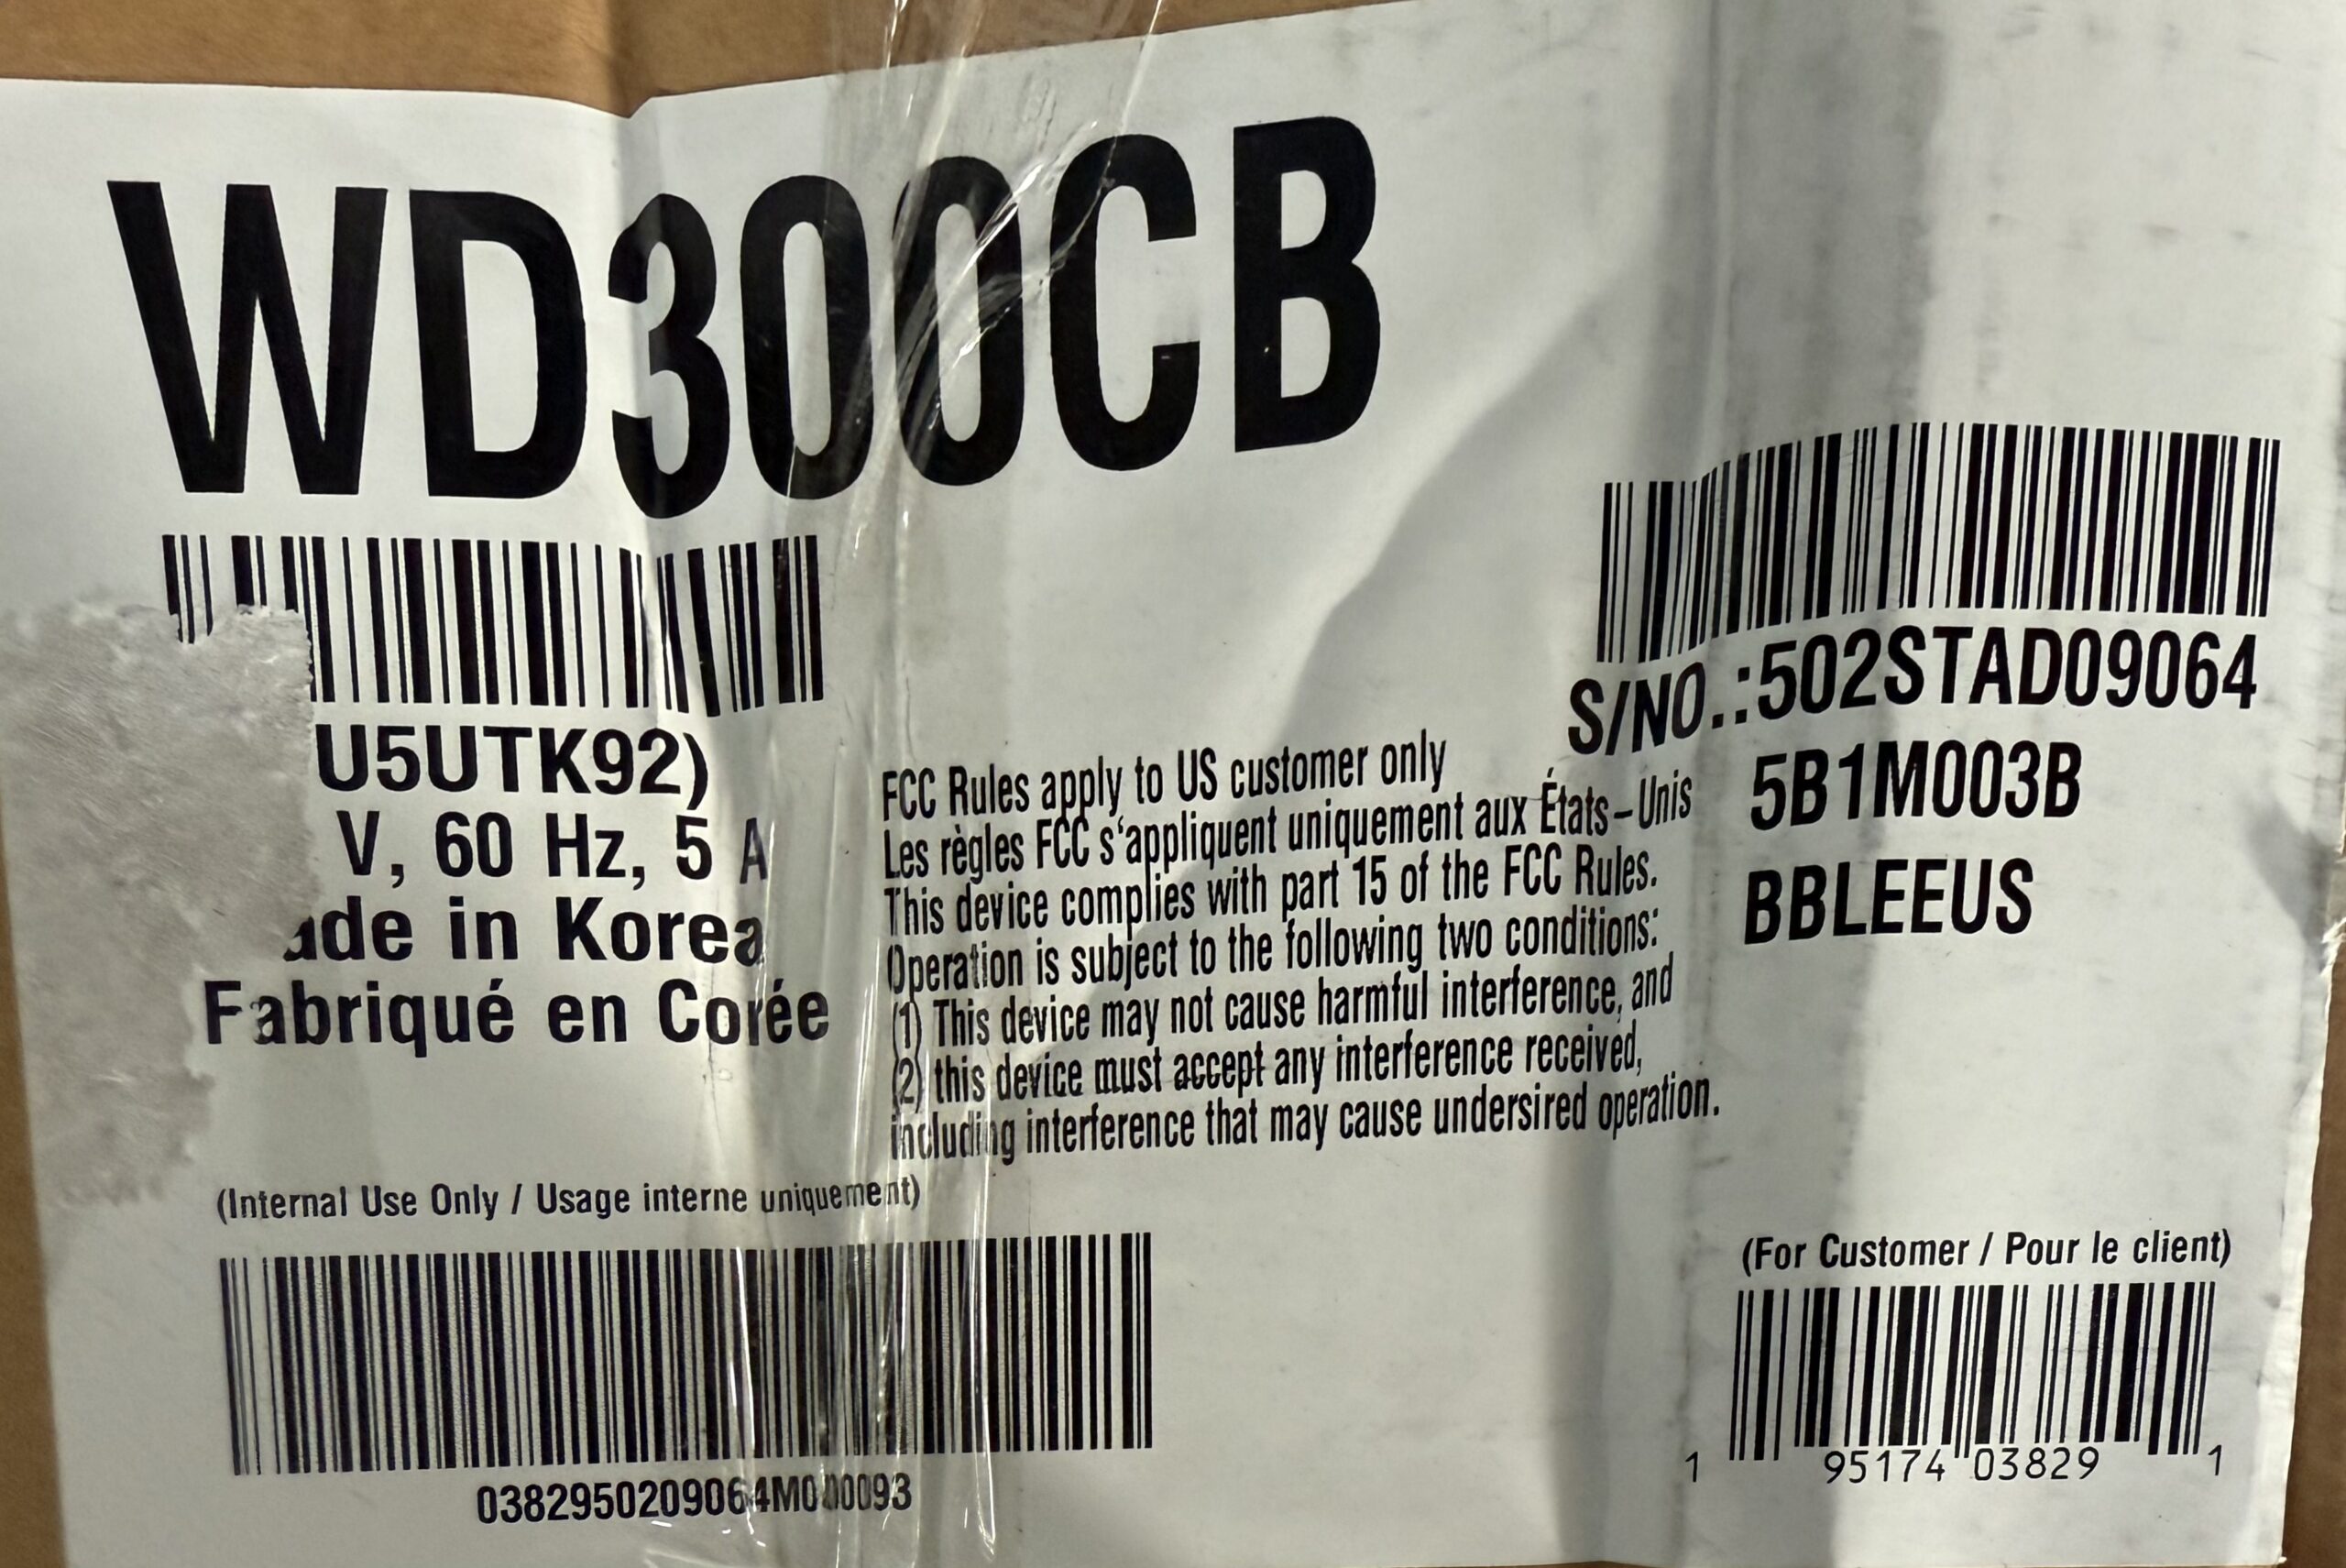 WD300CB
U5UTK92)
V, 60 Hz, 5 A
ade in Korea
Fabriqué en Corée
FCC Rules apply to US customer only
Les règles FCC s'appliquent uniquement aux États-Unis
This device complies with part 15 of the FCC Rules.
Operation is subject to the following two conditions:
(1) This device may not cause harmful interference, and
(2) this device must accept any interference received,
including interference that may cause undersired operation.
S/NO.:502STAD09064
5B1M003B
BBLEEUS
(Internal Use Only / Usage interne uniquement)
0382950209064M000093
(For Customer / Pour le client)
1 95174 03829 1